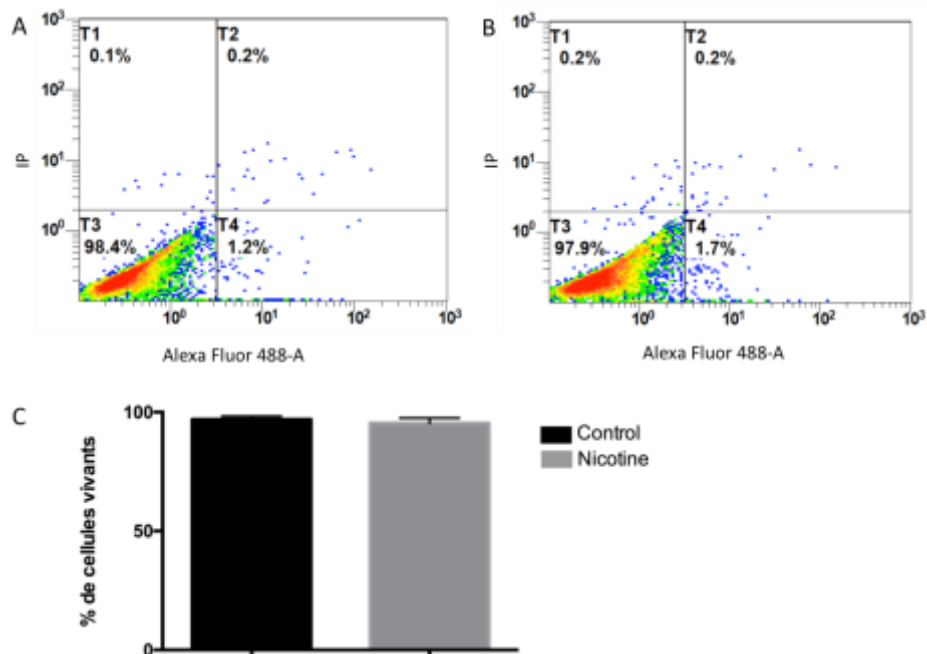 A
10³
T1
T2
0.1%
0.2%
10²
IP
10¹
T3
T4
10⁰
98.4%
1.2%
10⁰
10¹
10²
10³
Alexa Fluor 488-A
B
10³
T1
T2
0.2%
0.2%
10²
IP
10¹
T3
T4
10⁰
97.9%
1.7%
10⁰
10¹
10²
10³
Alexa Fluor 488-A
C
% de cellules vivants
100
50
0
Control
Nicotine